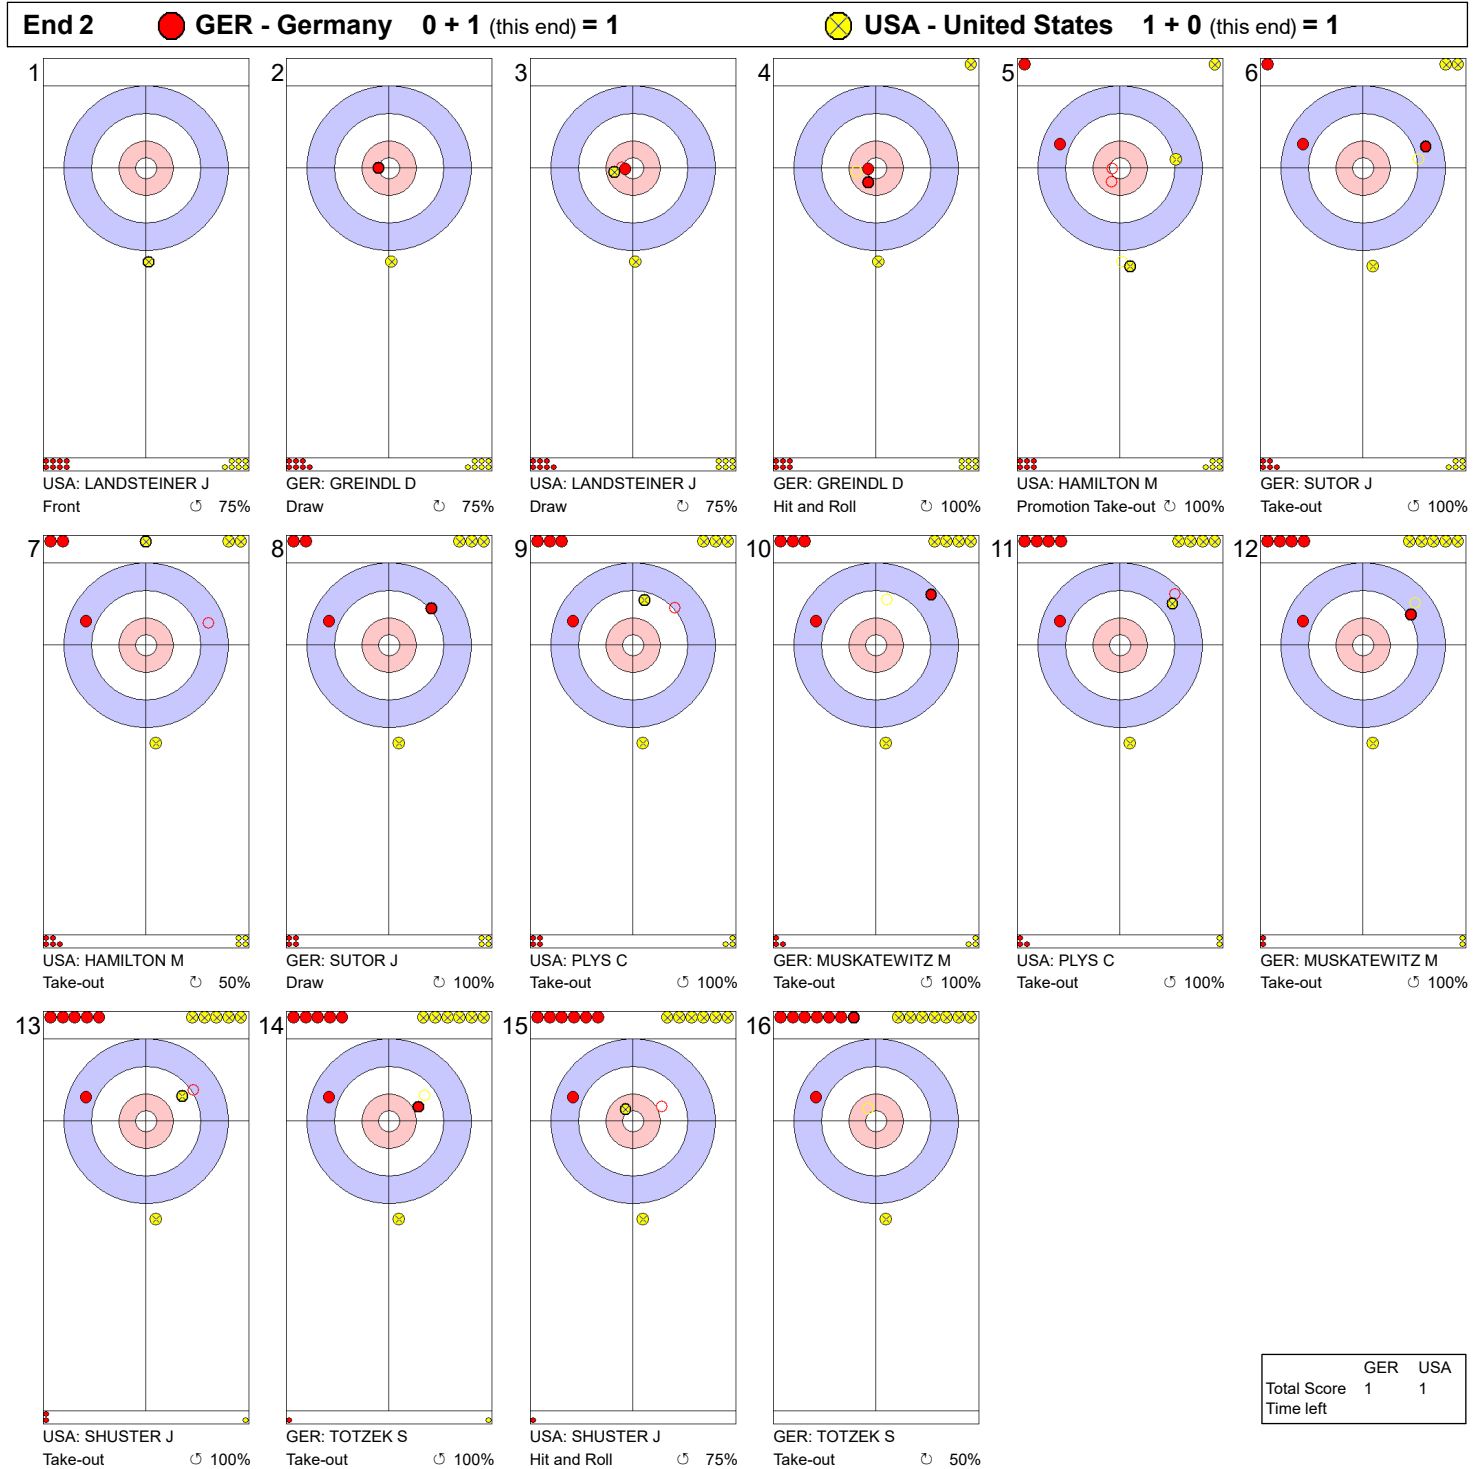 End 2 GER - Germany 0 + 1 (this end) = 1 USA - United States 1 + 0 (this end) = 1
1 2 3 4 5 6
USA: LANDSTEINER J GER: GREINDL D USA: LANDSTEINER J GER: GREINDL D USA: HAMILTON M GER: SUTOR J
Front ↺ 75% Draw ↻ 75% Draw ↻ 75% Hit and Roll ↻ 100% Promotion Take-out ↻ 100% Take-out ↺ 100%
7 8 9 10 11 12
USA: HAMILTON M GER: SUTOR J USA: PLYS C GER: MUSKATEWITZ M USA: PLYS C GER: MUSKATEWITZ M
Take-out ↻ 50% Draw ↻ 100% Take-out ↺ 100% Take-out ↺ 100% Take-out ↺ 100% Take-out ↺ 100%
13 14 15 16
USA: SHUSTER J GER: TOTZEK S USA: SHUSTER J GER: TOTZEK S
Take-out ↺ 100% Take-out ↺ 100% Hit and Roll ↺ 75% Take-out ↻ 50%
GER USA
Total Score 1 1
Time left